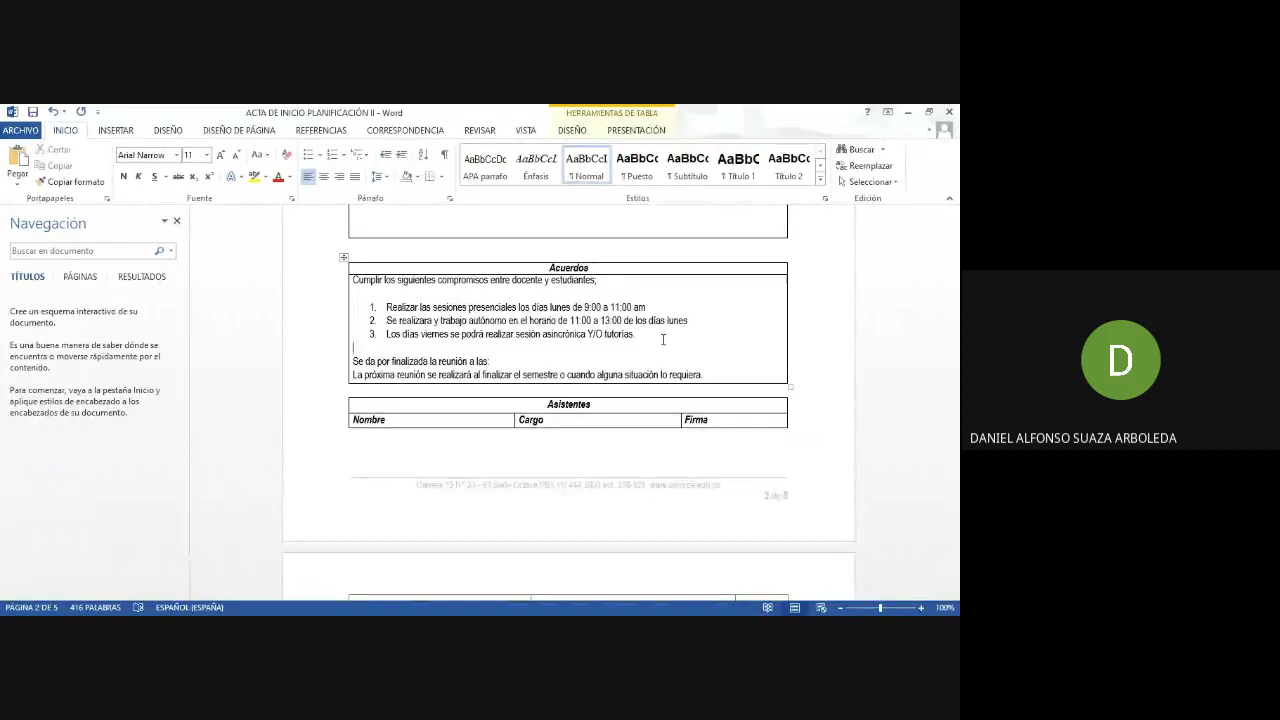 ACTA DE INICIO PLANIFICACIÓN II - Word
HERRAMIENTAS DE TABLA
ARCHIVO INICIO INSERTAR DISEÑO DISEÑO DE PÁGINA REFERENCIAS CORRESPONDENCIA REVISAR VISTA DISEÑO PRESENTACIÓN
Cortar
Copiar
Copiar formato
Pegar
Portapapeles
Arial Narrow 11
N K S abc x₂ x²
Fuente
Párrafo
AaBbCcDc AaBbCcL AaBbCcI AaBbCc AaBbCc AaBbC AaBbCc
APA parrafo Énfasis ¶ Normal ¶ Puesto ¶ Subtítulo ¶ Título 1 Título 2
Estilos
Buscar
Reemplazar
Seleccionar
Edición
Navegación
Buscar en documento
TÍTULOS PÁGINAS RESULTADOS
Cree un esquema interactivo de su
documento.
Es una buena manera de saber dónde se
encuentra o moverse rápidamente por el
contenido.
Para comenzar, vaya a la pestaña Inicio y
aplique estilos de encabezado a los
encabezados de su documento.
Acuerdos
Cumplir los siguientes compromisos entre docente y estudiantes;
1. Realizar las sesiones presenciales los días lunes de 9:00 a 11:00 am
2. Se realizara y trabajo autónomo en el horario de 11.00 a 13:00 de los días lunes
3. Los días viernes se podrá realizar sesión asincrónica Y/O tutorías.
Se da por finalizada la reunión a las:
La próxima reunión se realizará al finalizar el semestre o cuando alguna situación lo requiera.
Asistentes
Nombre Cargo Firma
2 de 5
PÁGINA 2 DE 5 416 PALABRAS ESPAÑOL (ESPAÑA)
100%
D
DANIEL ALFONSO SUAZA ARBOLEDA